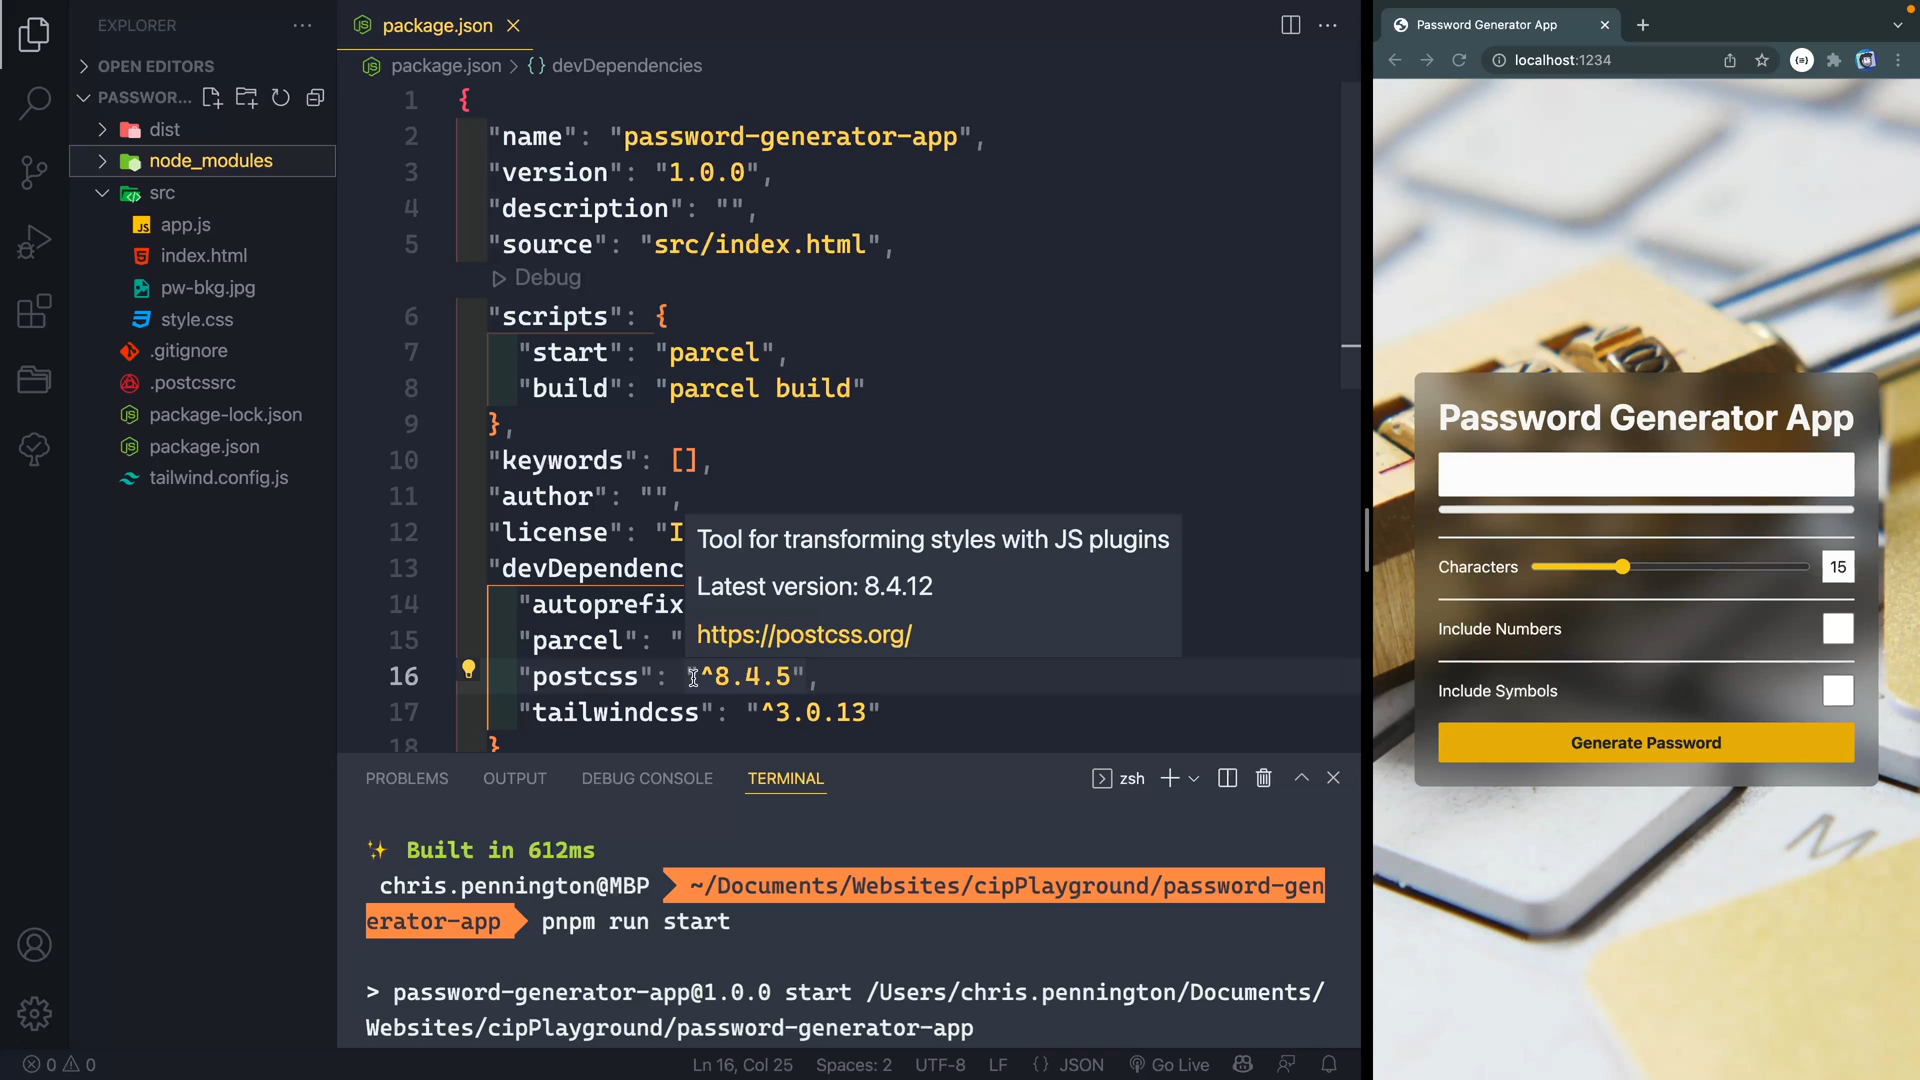 EXPLORER
OPEN EDITORS
PASSWOR...
dist
node_modules
src
app.js
index.html
pw-bkg.jpg
style.css
.gitignore
.postcssrc
package-lock.json
package.json
tailwind.config.js
package.json
package.json > {} devDependencies
1 {
2 "name": "password-generator-app",
3 "version": "1.0.0",
4 "description": "",
5 "source": "src/index.html",
Debug
6 "scripts": {
7 "start": "parcel",
8 "build": "parcel build"
9 },
10 "keywords": [],
11 "author": "",
12 "license": "I
13 "devDependenc
14 "autoprefix
15 "parcel": "
16 "postcss": "^8.4.5",
17 "tailwindcss": "^3.0.13"
18 }
Tool for transforming styles with JS plugins
Latest version: 8.4.12
https://postcss.org/
PROBLEMS OUTPUT DEBUG CONSOLE TERMINAL
zsh
✨ Built in 612ms
chris.pennington@MBP ~/Documents/Websites/cipPlayground/password-gen
erator-app pnpm run start
> password-generator-app@1.0.0 start /Users/chris.pennington/Documents/
Websites/cipPlayground/password-generator-app
0 0 Ln 16, Col 25 Spaces: 2 UTF-8 LF {} JSON Go Live
Password Generator App
localhost:1234
Password Generator App
Characters 15
Include Numbers
Include Symbols
Generate Password
M